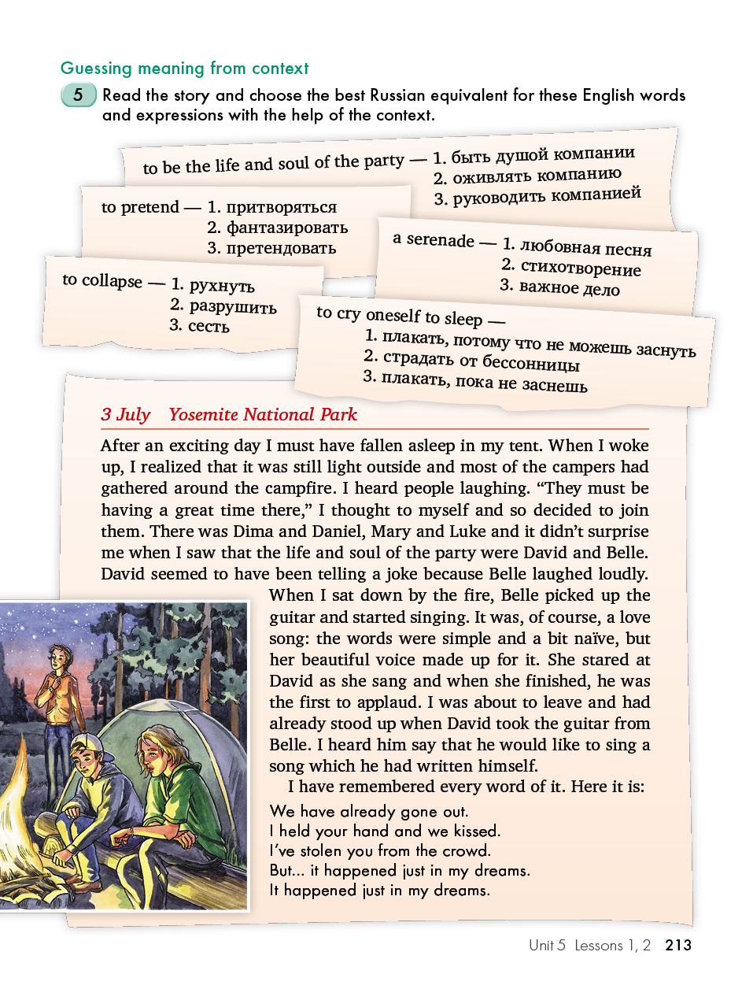 Guessing meaning from context
5 Read the story and choose the best Russian equivalent for these English words
and expressions with the help of the context.
to be the life and soul of the party — 1. быть душой компании
2. оживлять компанию
3. руководить компанией
to pretend — 1. притворяться
2. фантазировать
3. претендовать
a serenade — 1. любовная песня
2. стихотворение
3. важное дело
to collapse — 1. рухнуть
2. разрушить
3. сесть
to cry oneself to sleep —
1. плакать, потому что не можешь заснуть
2. страдать от бессонницы
3. плакать, пока не заснешь
3 July Yosemite National Park
After an exciting day I must have fallen asleep in my tent. When I woke
up, I realized that it was still light outside and most of the campers had
gathered around the campfire. I heard people laughing. “They must be
having a great time there,” I thought to myself and so decided to join
them. There was Dima and Daniel, Mary and Luke and it didn’t surprise
me when I saw that the life and soul of the party were David and Belle.
David seemed to have been telling a joke because Belle laughed loudly.
When I sat down by the fire, Belle picked up the
guitar and started singing. It was, of course, a love
song: the words were simple and a bit naïve, but
her beautiful voice made up for it. She stared at
David as she sang and when she finished, he was
the first to applaud. I was about to leave and had
already stood up when David took the guitar from
Belle. I heard him say that he would like to sing a
song which he had written himself.
I have remembered every word of it. Here it is:
We have already gone out.
I held your hand and we kissed.
I’ve stolen you from the crowd.
But... it happened just in my dreams.
It happened just in my dreams.
Unit 5 Lessons 1, 2 213